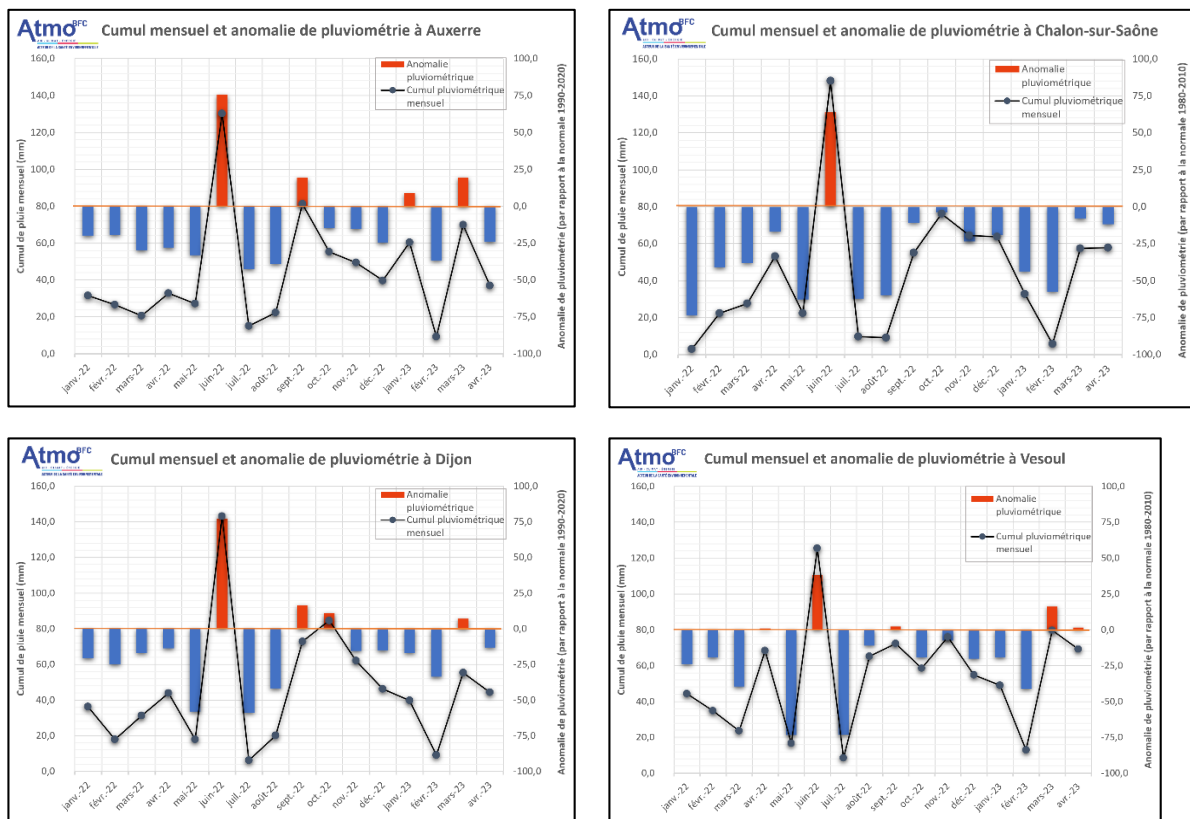 Atmo BFC
Cumul mensuel et anomalie de pluviométrie à Auxerre
Cumul de pluie mensuel (mm)
160,0
140,0
120,0
100,0
80,0
60,0
40,0
20,0
0,0
Anomalie
pluviométrique
Cumul pluviométrique
mensuel
100,0
75,0
50,0
25,0
0,0
-25,0
-50,0
-75,0
-100,0
Anomalie de pluviométrie (par rapport à la normale 1990-2020)
janv.-22
févr.-22
mars-22
avr.-22
mai-22
juin-22
juil.-22
août-22
sept.-22
oct.-22
nov.-22
déc.-22
janv.-23
févr.-23
mars-23
avr.-23
Atmo BFC
Cumul mensuel et anomalie de pluviométrie à Chalon-sur-Saône
Cumul de pluie mensuel (mm)
160,0
140,0
120,0
100,0
80,0
60,0
40,0
20,0
0,0
Anomalie
pluviométrique
Cumul pluviométrique
mensuel
100,0
75,0
50,0
25,0
0,0
-25,0
-50,0
-75,0
-100,0
Anomalie de pluviométrie (par rapport à la normale 1980-2010)
janv.-22
févr.-22
mars-22
avr.-22
mai-22
juin-22
juil.-22
août-22
sept.-22
oct.-22
nov.-22
déc.-22
janv.-23
févr.-23
mars-23
avr.-23
Atmo BFC
Cumul mensuel et anomalie de pluviométrie à Dijon
Cumul de pluie mensuel (mm)
160,0
140,0
120,0
100,0
80,0
60,0
40,0
20,0
0,0
Anomalie
pluviométrique
Cumul pluviométrique
mensuel
100,0
75,0
50,0
25,0
0,0
-25,0
-50,0
-75,0
-100,0
Anomalie de pluviométrie (par rapport à la normale 1990-2020)
janv.-22
févr.-22
mars-22
avr.-22
mai-22
juin-22
juil.-22
août-22
sept.-22
oct.-22
nov.-22
déc.-22
janv.-23
févr.-23
mars-23
avr.-23
Atmo BFC
Cumul mensuel et anomalie de pluviométrie à Vesoul
Cumul de pluie mensuel (mm)
160,0
140,0
120,0
100,0
80,0
60,0
40,0
20,0
0,0
Anomalie
pluviométrique
Cumul pluviométrique
mensuel
100,0
75,0
50,0
25,0
0,0
-25,0
-50,0
-75,0
-100,0
Anomalie de pluviométrie (par rapport à la normale 1980-2010)
janv.-22
févr.-22
mars-22
avr.-22
mai-22
juin-22
juil.-22
août-22
sept.-22
oct.-22
nov.-22
déc.-22
janv.-23
févr.-23
mars-23
avr.-23